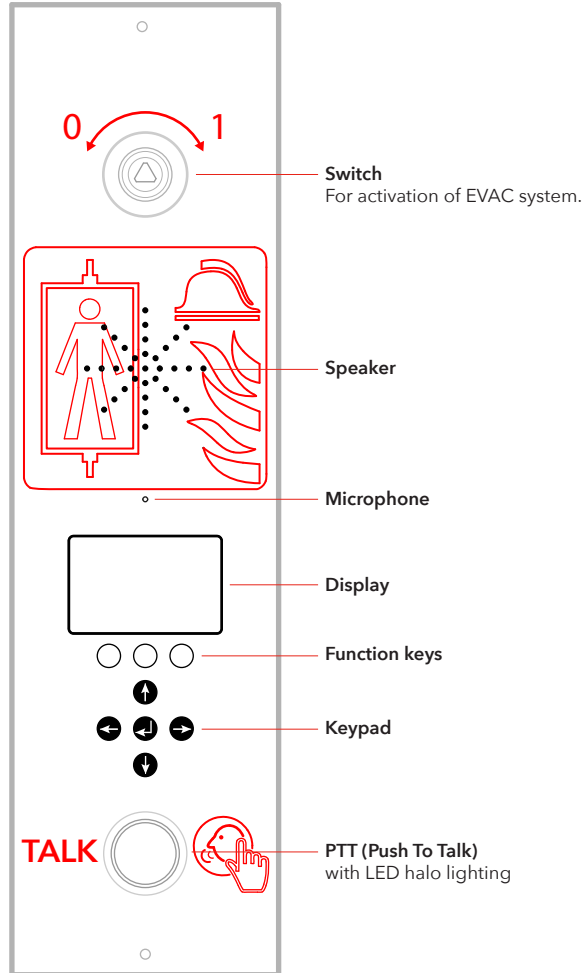 0 1
Switch
For activation of EVAC system.
Speaker
Microphone
Display
Function keys
Keypad
TALK
PTT (Push To Talk)
with LED halo lighting